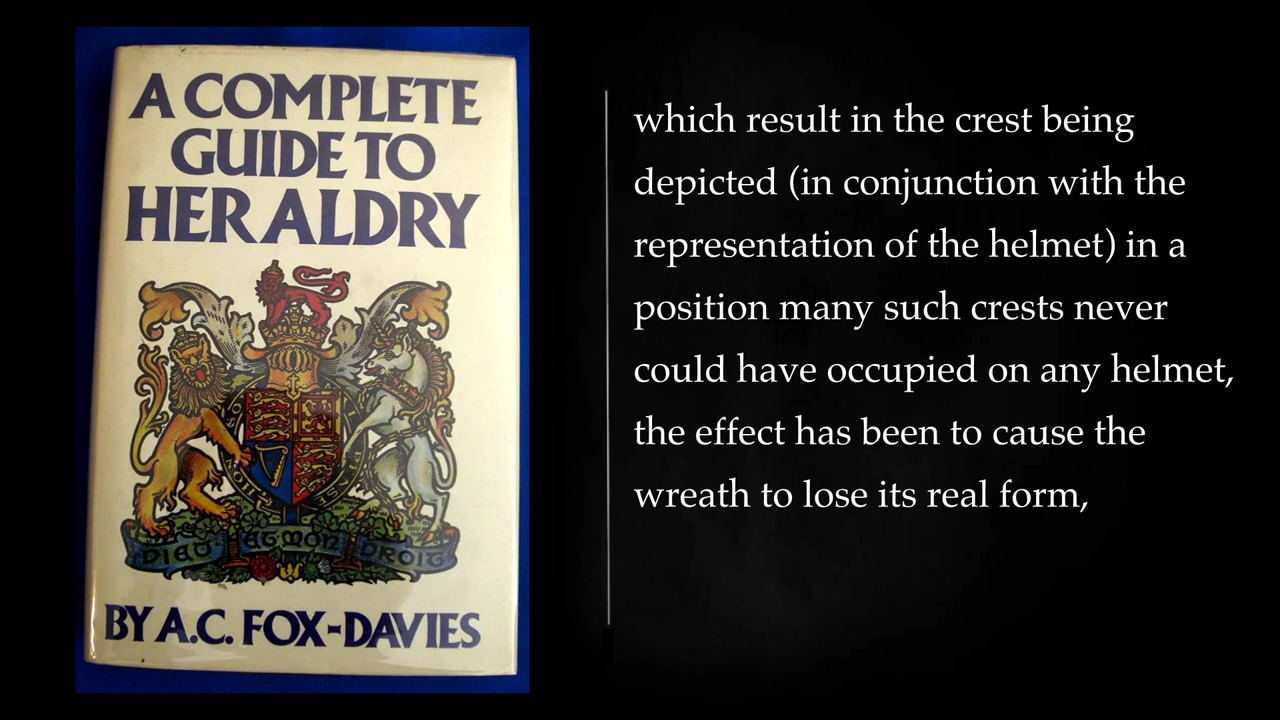 A COMPLETE
GUIDE TO
HERALDRY
DIEU ET MON DROIT
BY A.C. FOX-DAVIES
which result in the crest being
depicted (in conjunction with the
representation of the helmet) in a
position many such crests never
could have occupied on any helmet,
the effect has been to cause the
wreath to lose its real form,